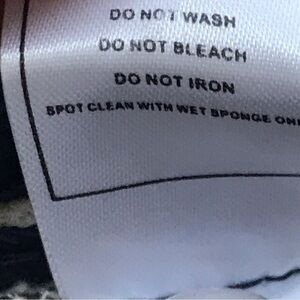 DO NOT WASH
DO NOT BLEACH
DO NOT IRON
SPOT CLEAN WITH WET SPONGE